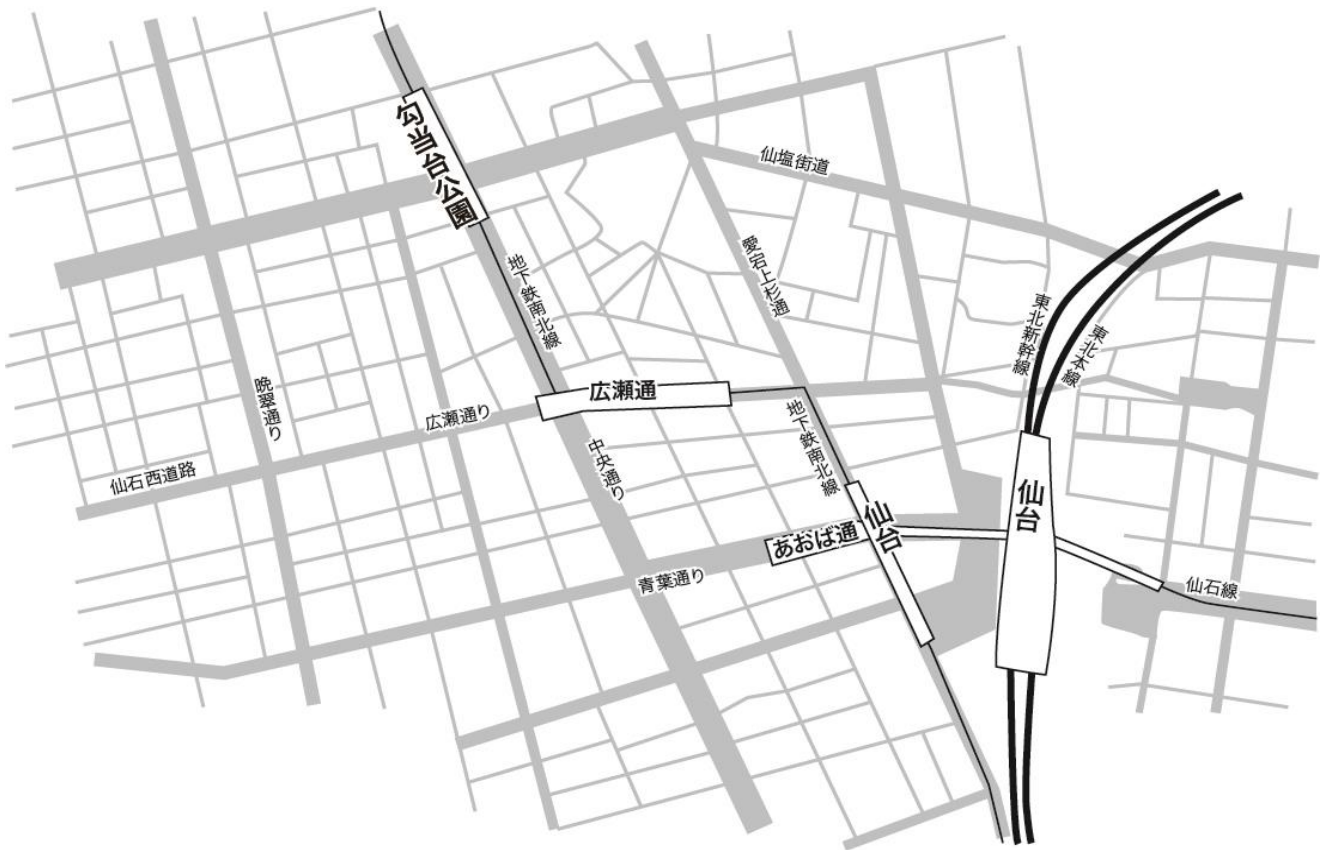 勾当台公園
仙塩街道
地下鉄南北線
愛宕上杉通
東北新幹線
東北本線
晩翠通り
広瀬通
広瀬通り
地下鉄南北線
中央通り
仙石西道路
仙台
仙台
あおば通
青葉通り
仙石線